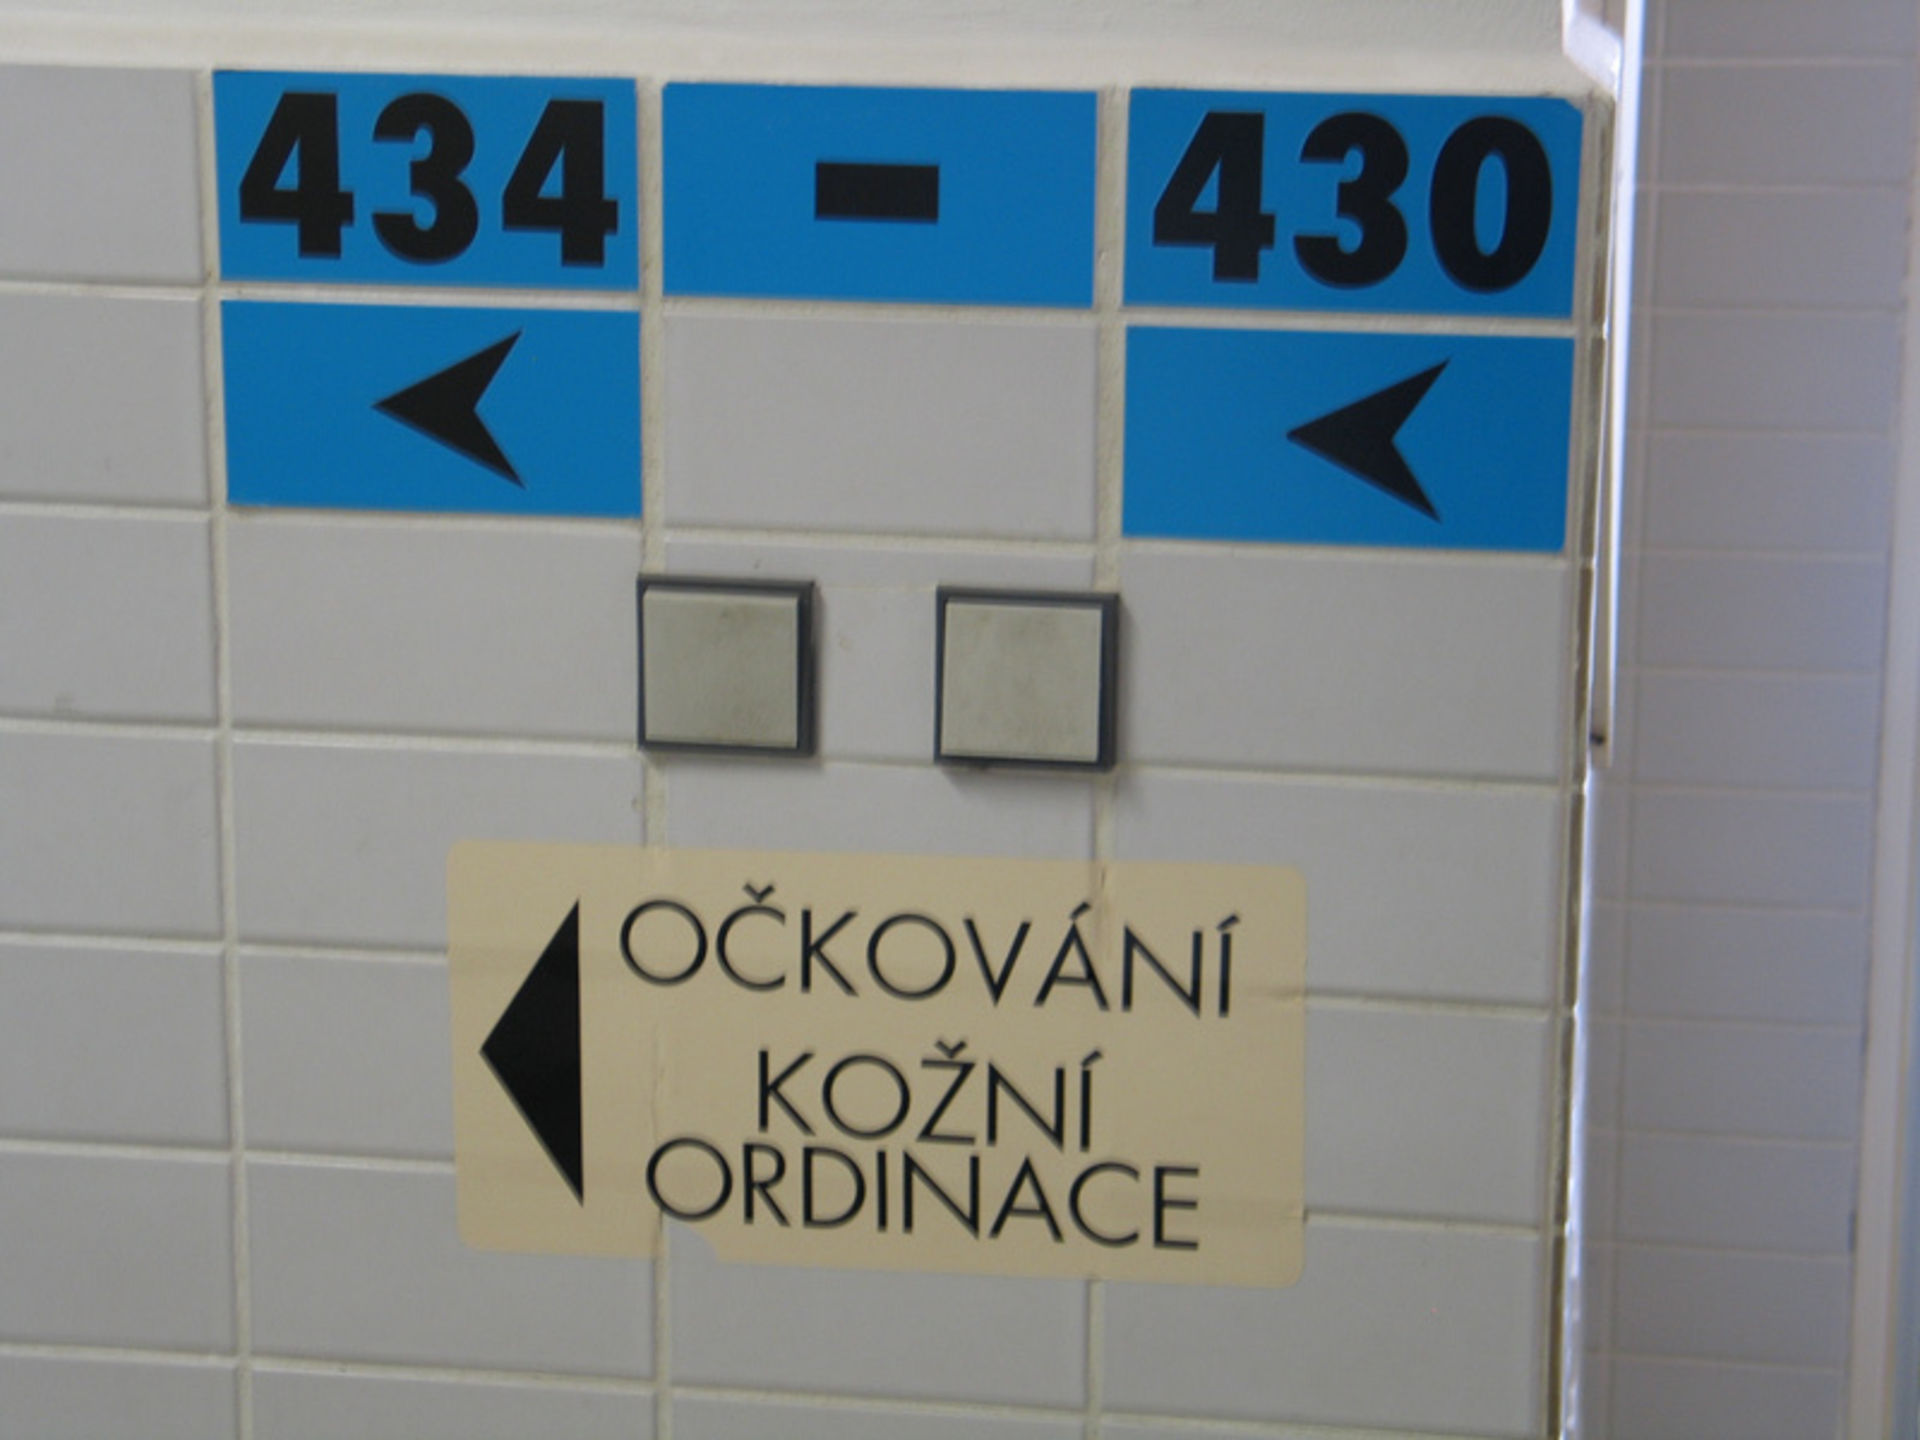 434 - 430
OČKOVÁNÍ
KOŽNÍ
ORDINACE